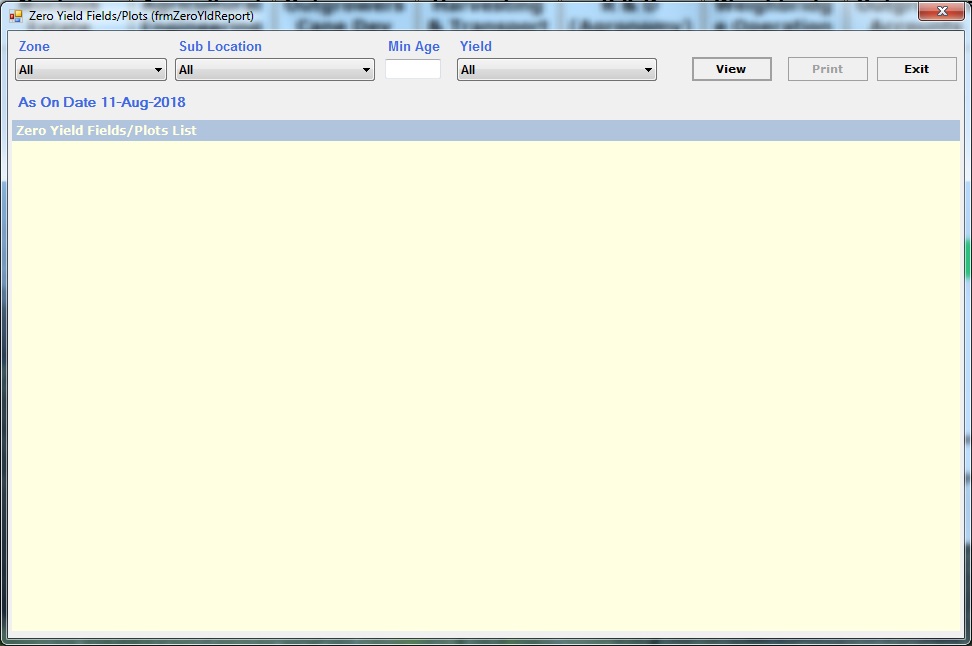 Zero Yield Fields/Plots (frmZeroYldReport)
Zone Sub Location Min Age Yield
All All All View Print Exit
As On Date 11-Aug-2018
Zero Yield Fields/Plots List